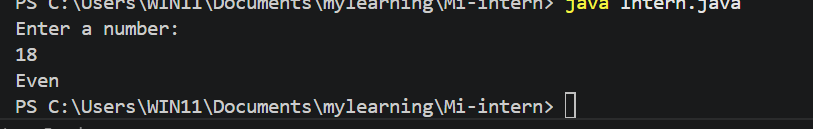 PS C:\Users\WIN11\Documents\mylearning\Mi-intern> java Intern.java
Enter a number:
18
Even
PS C:\Users\WIN11\Documents\mylearning\Mi-intern>